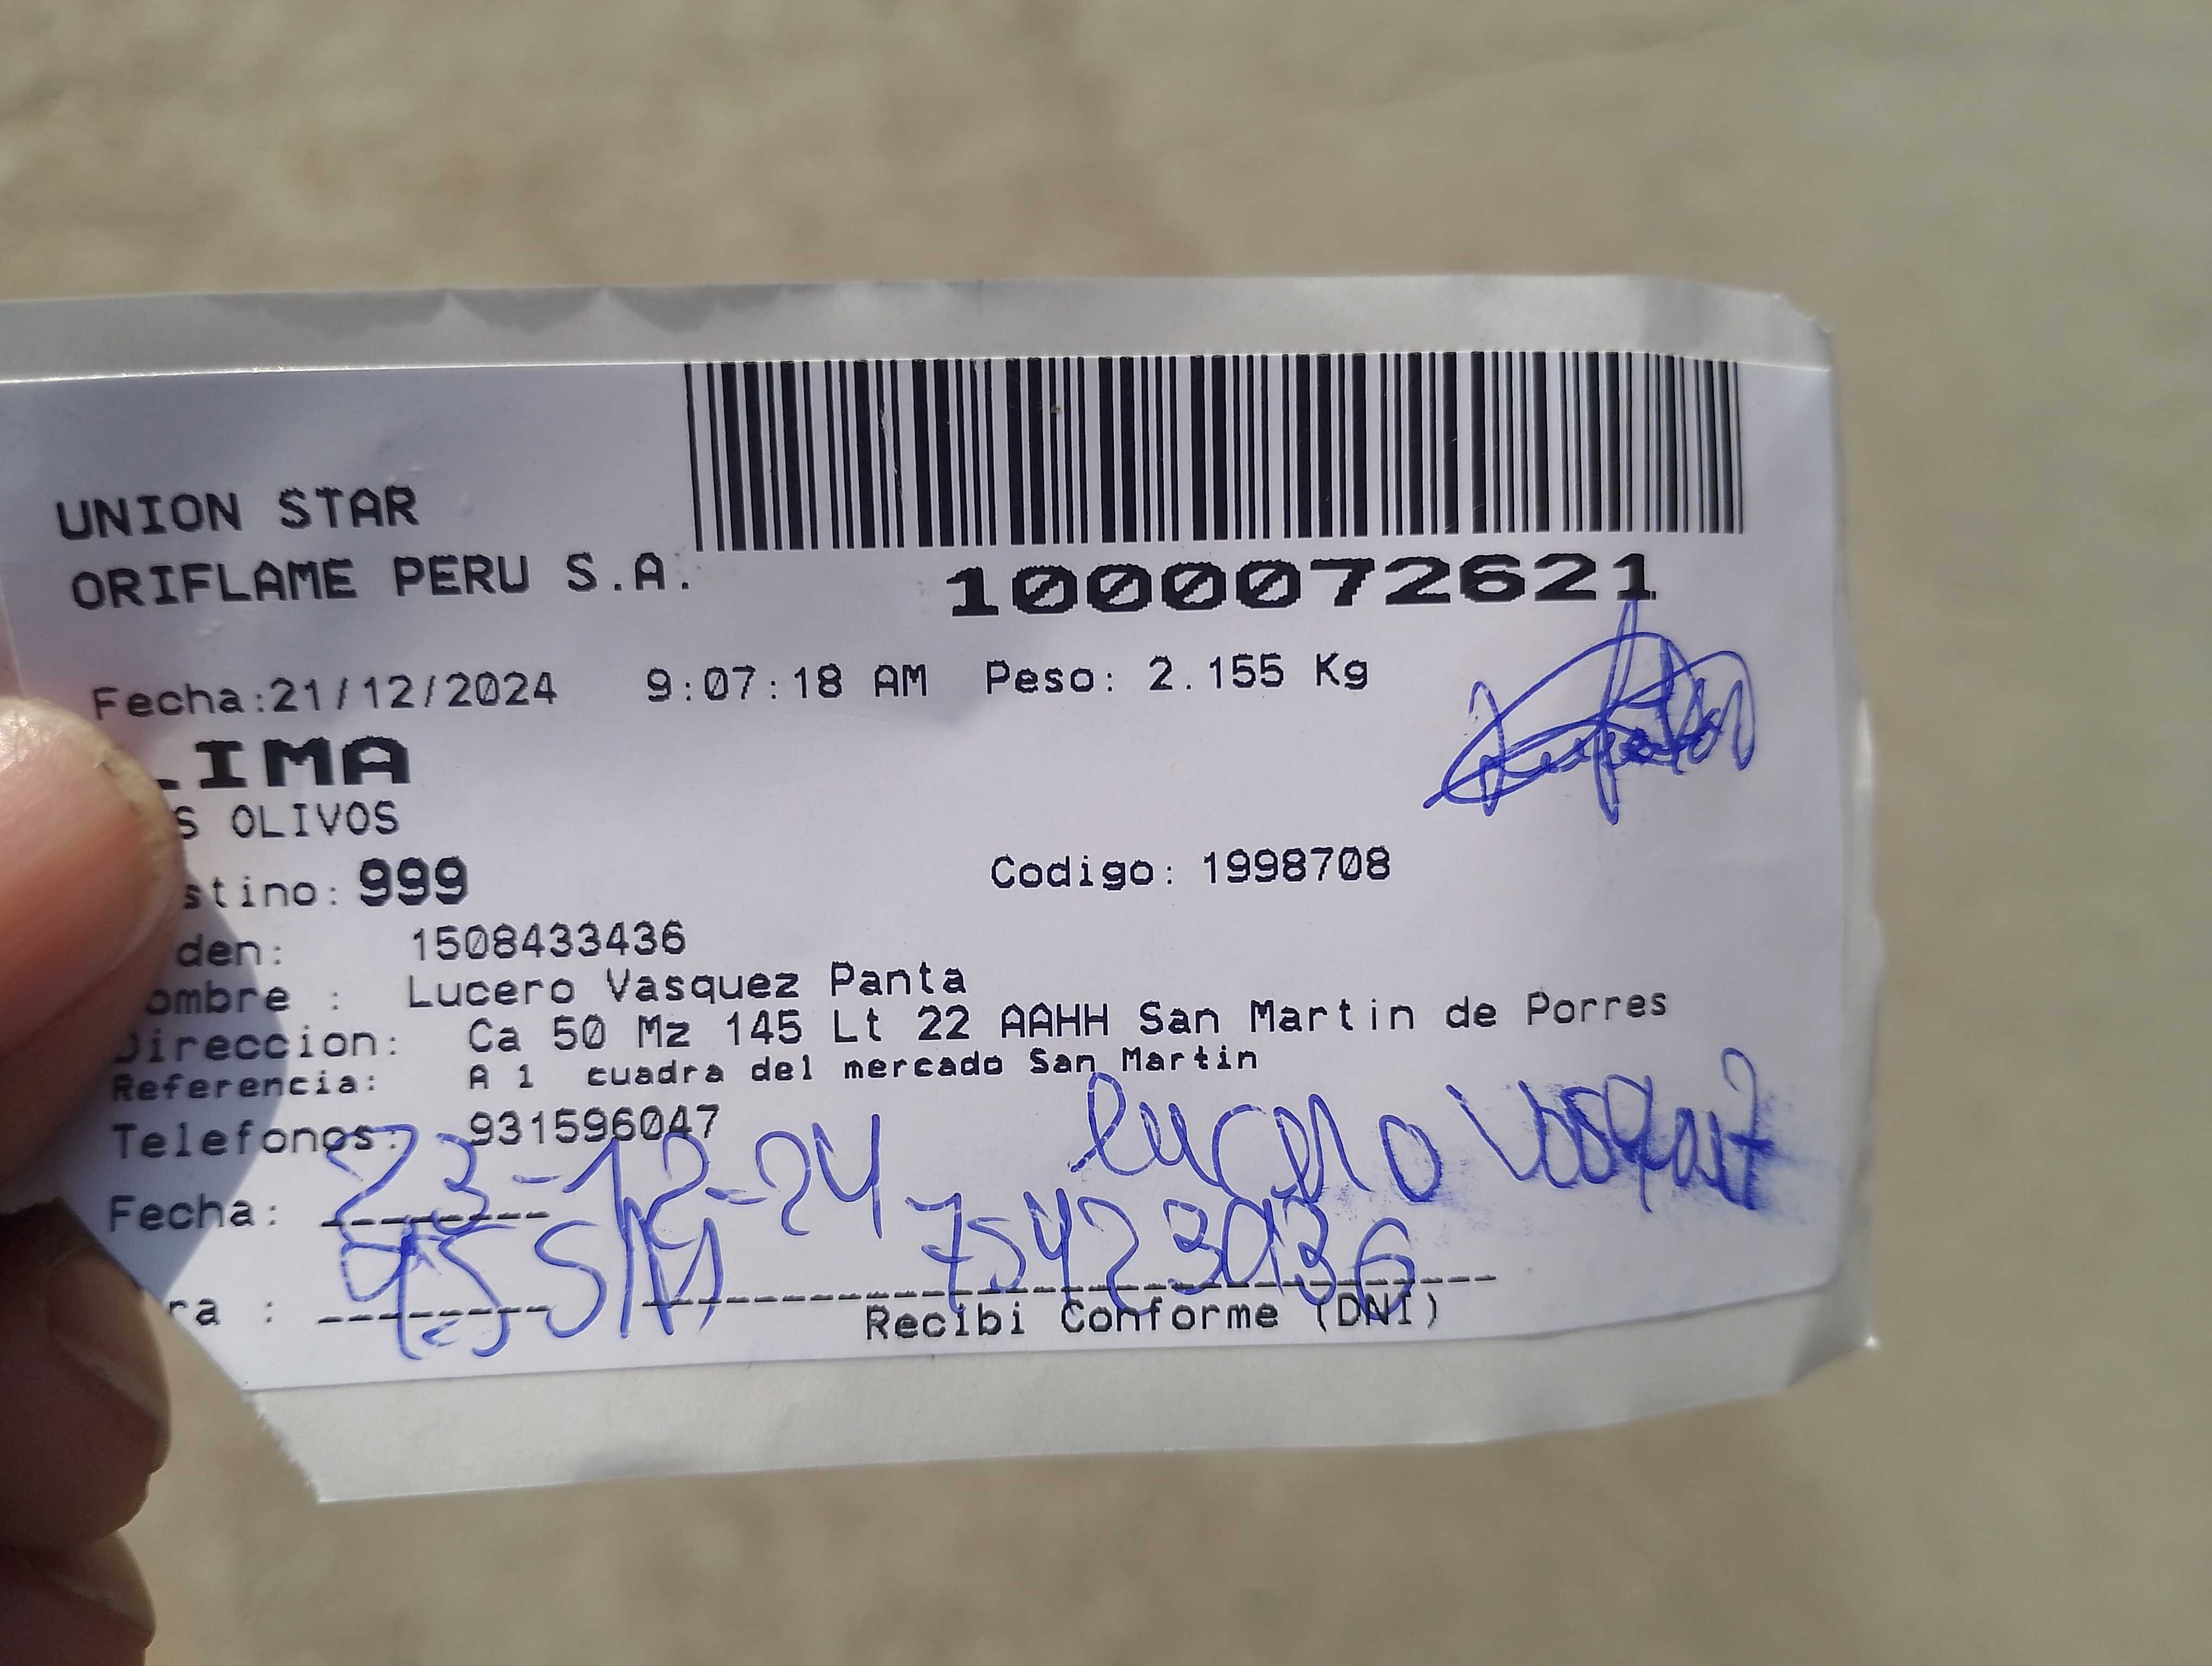 UNION STAR
ORIFLAME PERU S.A.
1000072621
Fecha:21/12/2024 9:07:18 AM Peso: 2.155 Kg
LIMA
S OLIVOS
stino: 999 Codigo: 1998708
den: 1508433436
ombre : Lucero Vasquez Panta
Direccion: Ca 50 Mz 145 Lt 22 AAHH San Martin de Porres
Referencia: A 1 cuadra del mercado San Martin
Telefonos: 931596047
Lucero
Fecha: 23-12-24
ra :
Recibi Conforme (DNI)